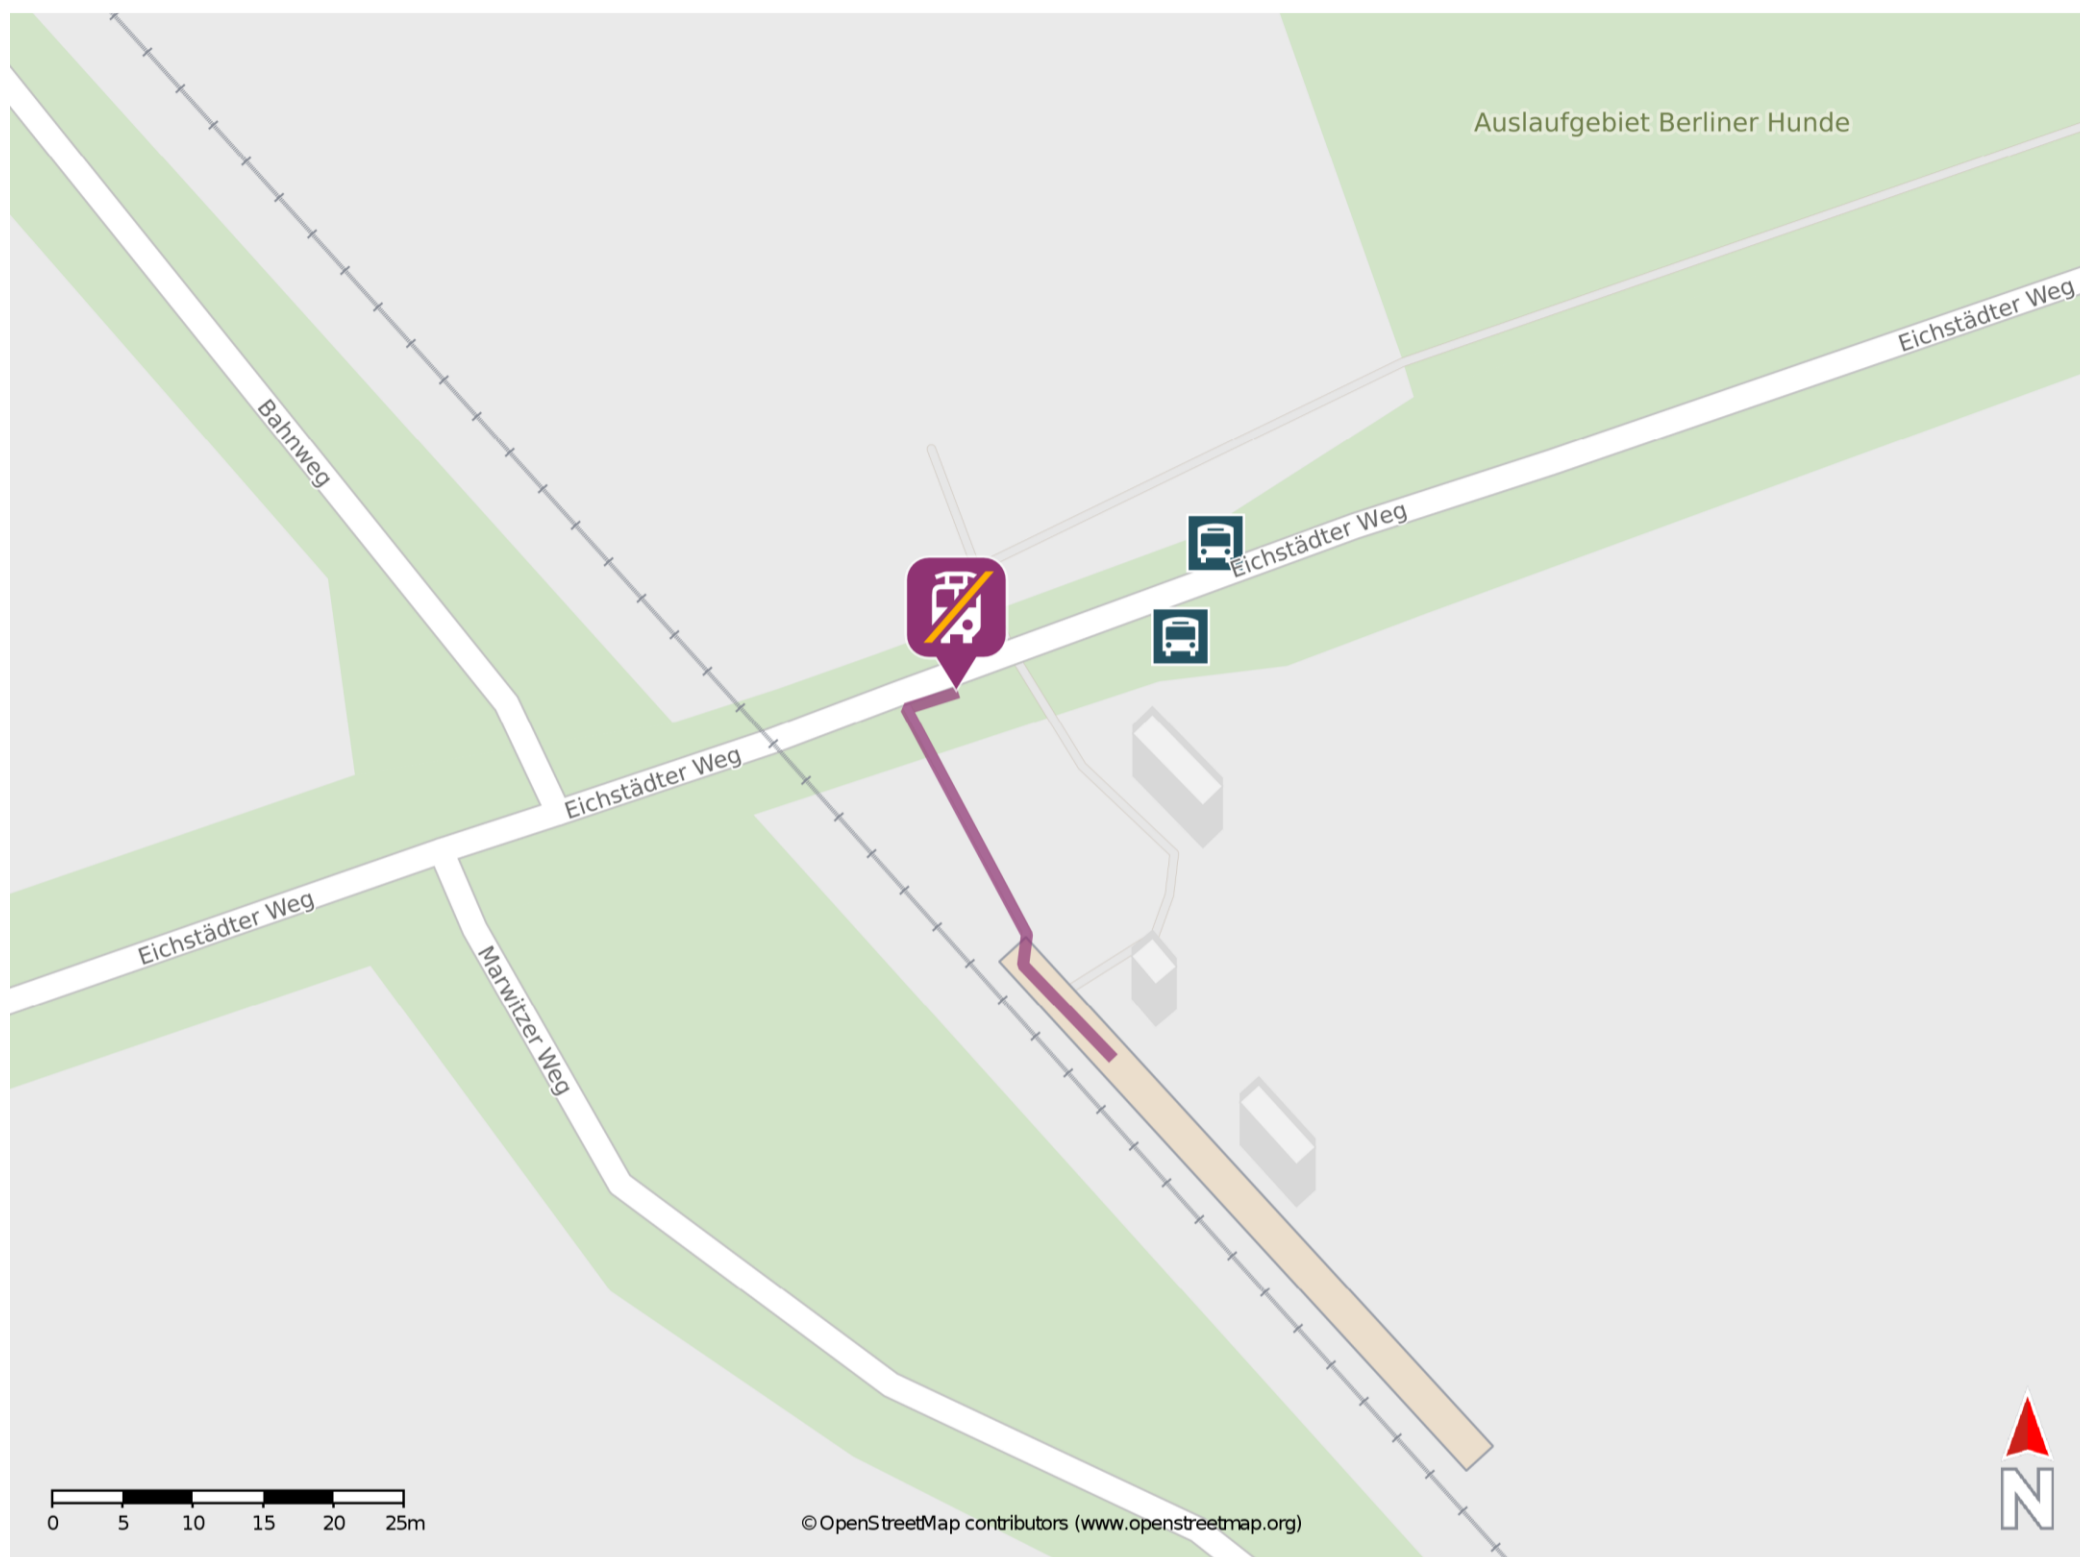 Auslaufgebiet Berliner Hunde
Eichstädter Weg
Bahnweg
Eichstädter Weg
Eichstädter Weg
Eichstädter Weg
Marwitzer Weg
0 5 10 15 20 25m
©OpenStreetMap contributors (www.openstreetmap.org)
N